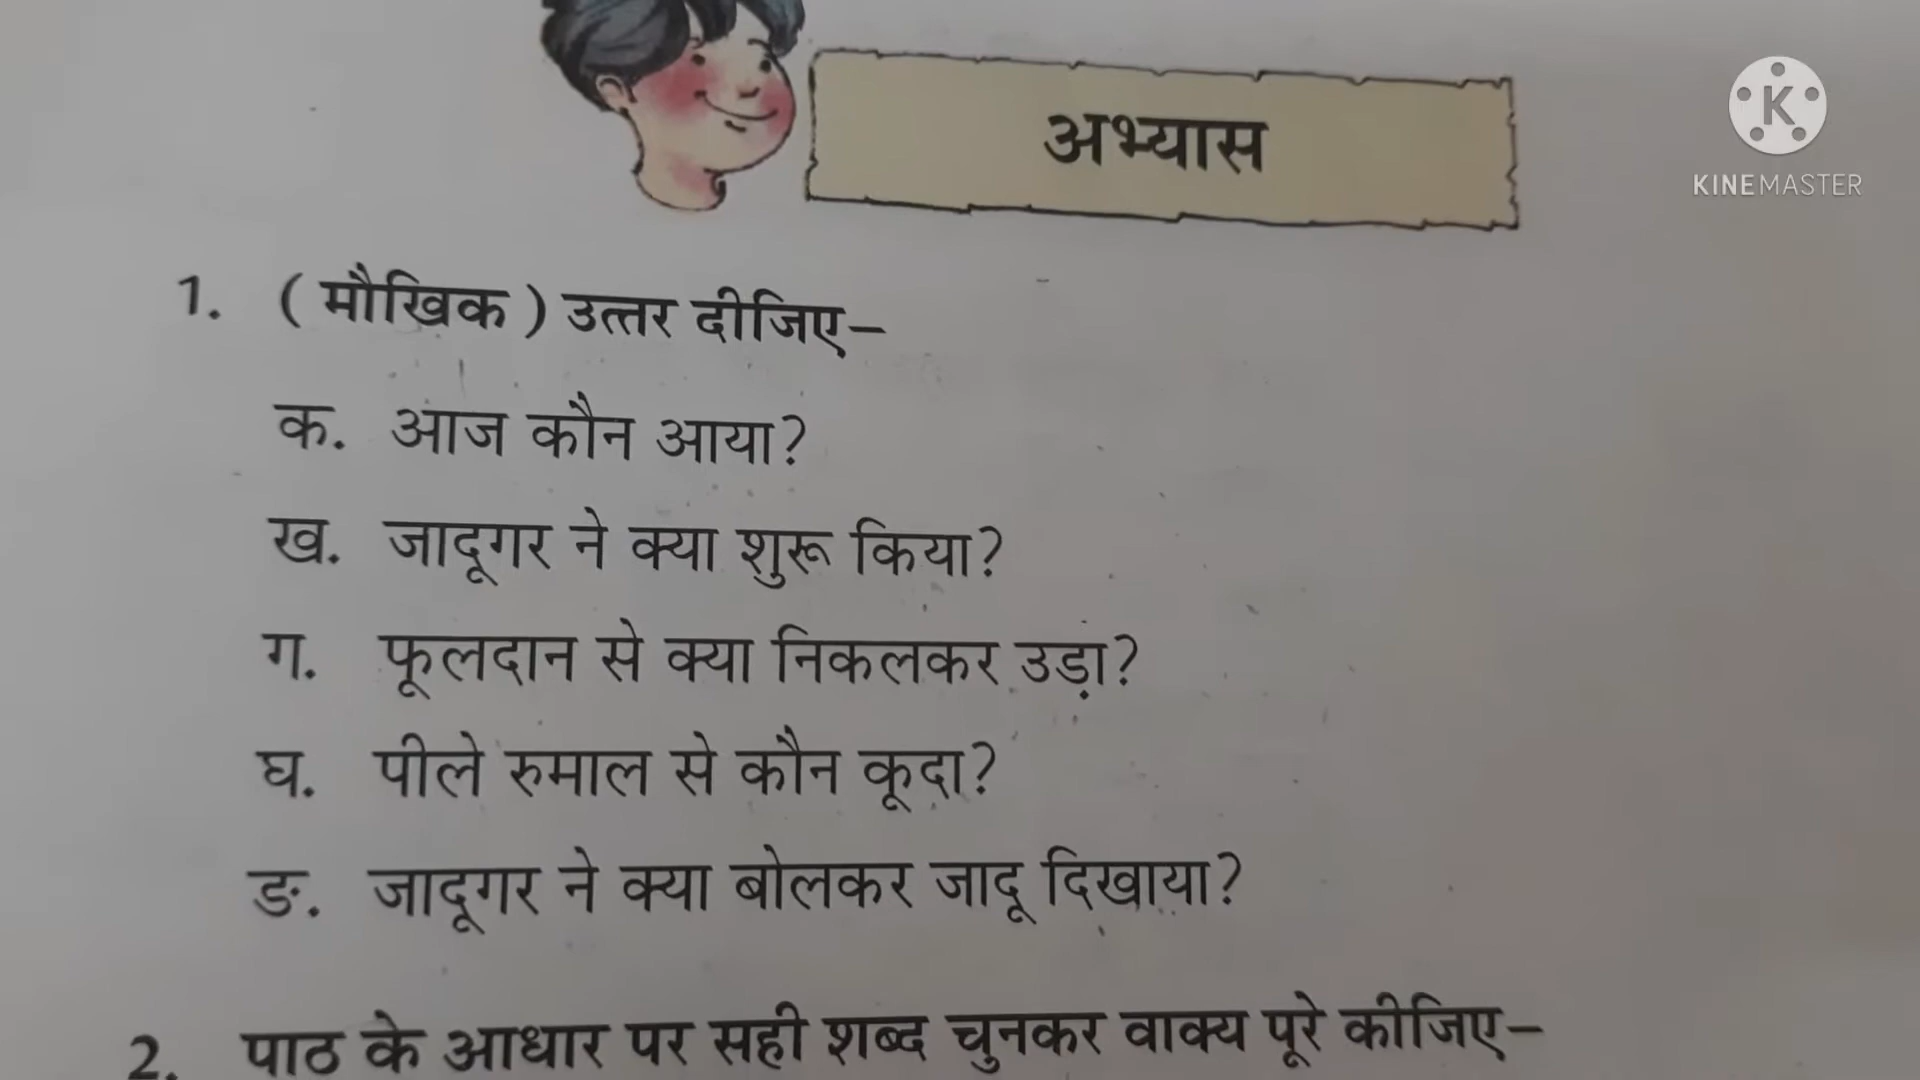 अभ्यास
K
KINEMASTER
1. ( मौखिक ) उत्तर दीजिए–
क. आज कौन आया?
ख. जादूगर ने क्या शुरू किया?
ग. फूलदान से क्या निकलकर उड़ा?
घ. पीले रुमाल से कौन कूदा?
ङ. जादूगर ने क्या बोलकर जादू दिखाया?
2. पाठ के आधार पर सही शब्द चुनकर वाक्य पूरे कीजिए–